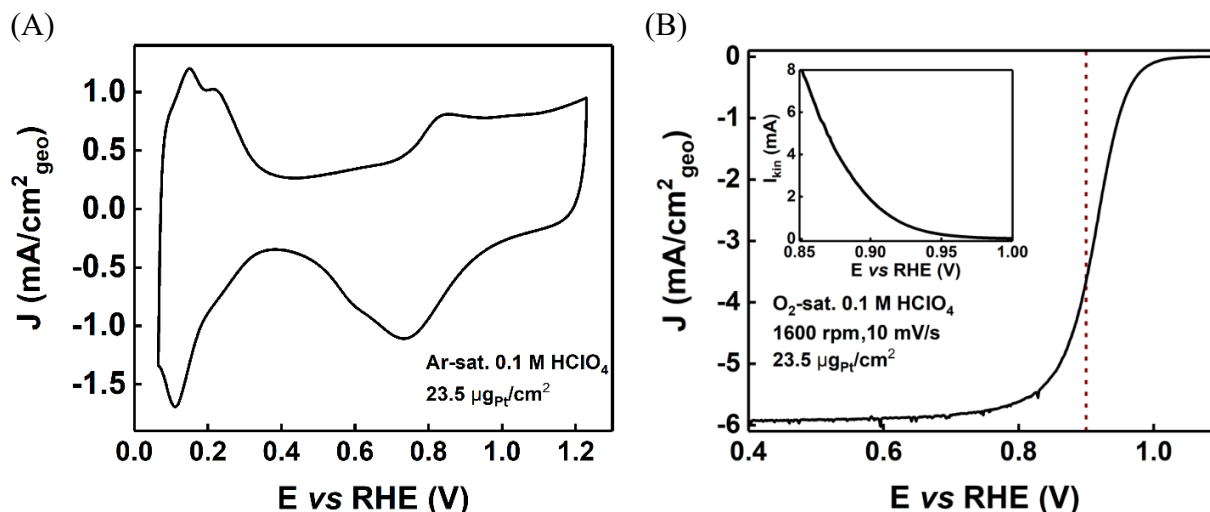 (A)
J (mA/cm²geo)
1.0
0.5
0.0
-0.5
-1.0
-1.5
Ar-sat. 0.1 M HClO₄
23.5 µgPt/cm²
0.0 0.2 0.4 0.6 0.8 1.0 1.2
E vs RHE (V)
(B)
J (mA/cm²geo)
0
-1
-2
-3
-4
-5
-6
Ikin (mA)
8
6
4
2
0
0.85 0.90 0.95 1.00
E vs RHE (V)
O₂-sat. 0.1 M HClO₄
1600 rpm,10 mV/s
23.5 µgPt/cm²
0.4 0.6 0.8 1.0
E vs RHE (V)